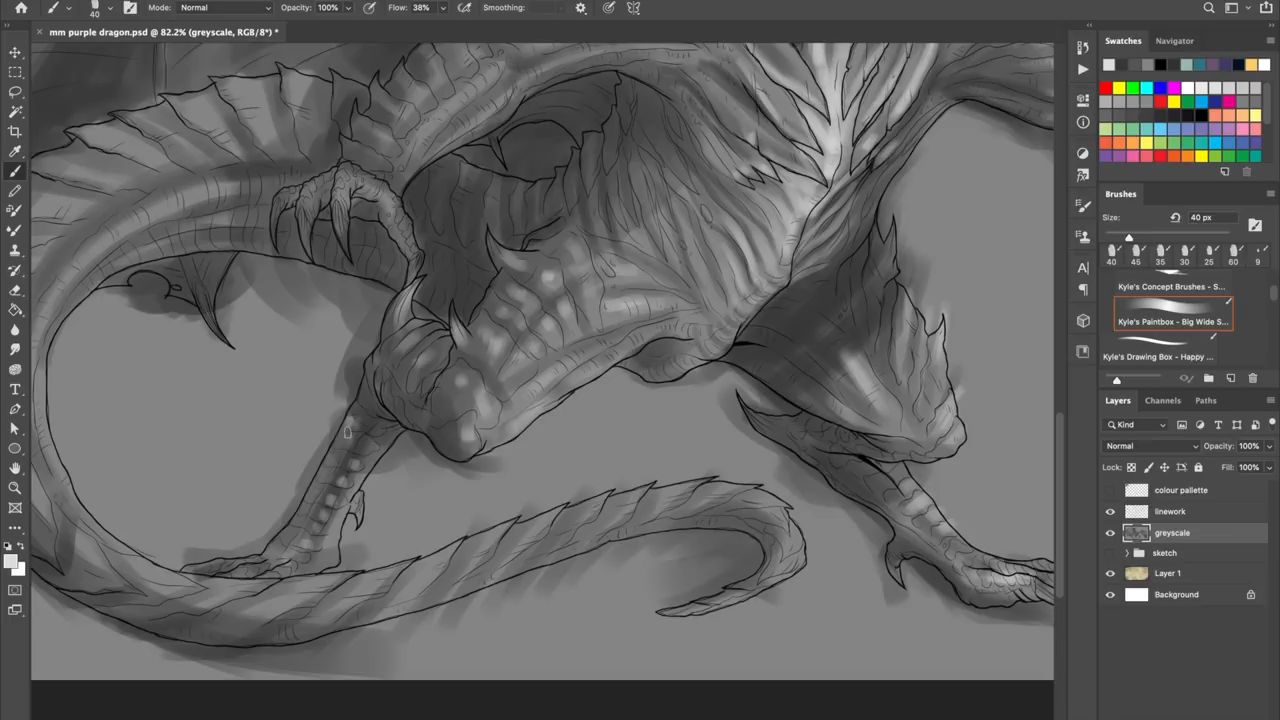 40
Mode: Normal
Opacity: 100%
Flow: 38%
Smoothing:
mm purple dragon.psd @ 82.2% (greyscale, RGB/8*) *
Swatches
Navigator
Brushes
Size:
40 px
40 45 35 30 25 60 9
Kyle's Concept Brushes - S...
Kyle's Paintbox - Big Wide S...
Kyle's Drawing Box - Happy ...
Layers
Channels
Paths
Kind
Normal
Opacity: 100%
Lock:
Fill: 100%
colour palette
linework
greyscale
sketch
Layer 1
Background